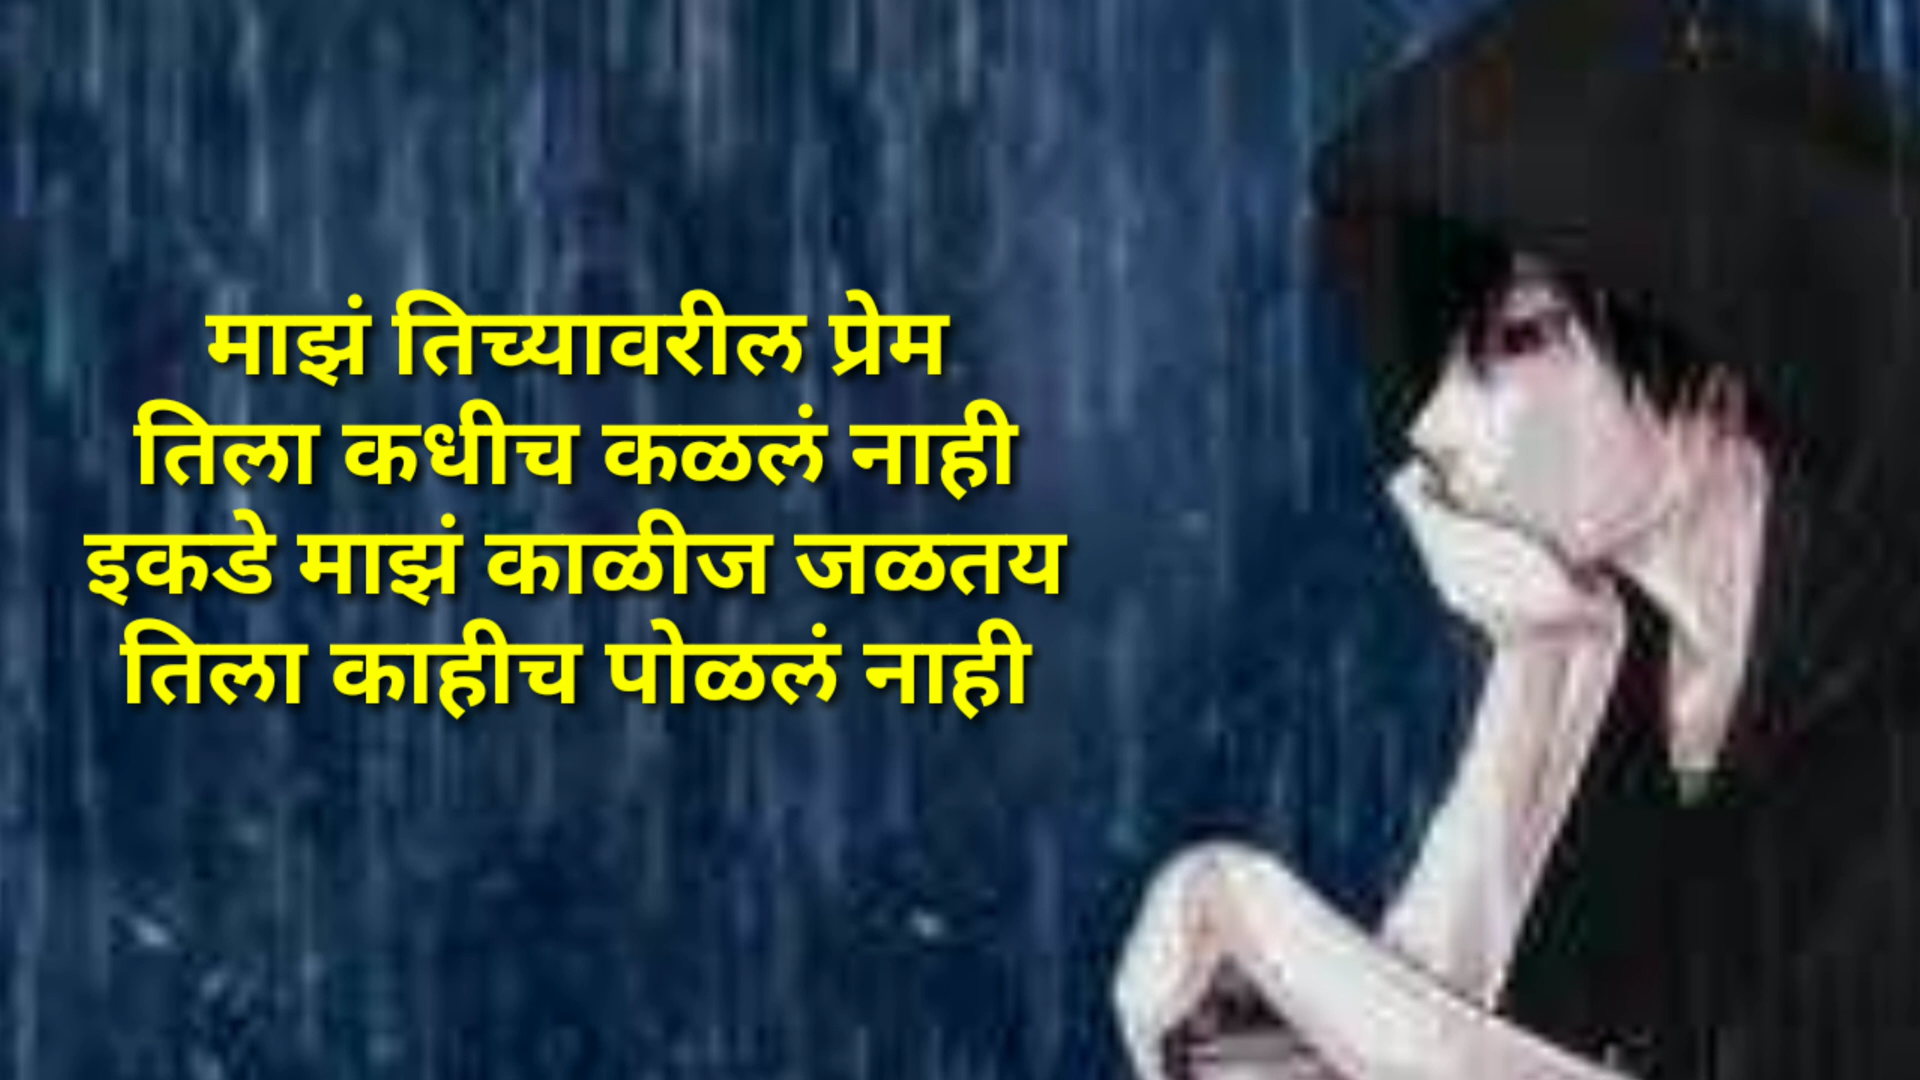 माझं तिच्यावरील प्रेम
तिला कधीच कळलं नाही
इकडे माझं काळीज जळतय
तिला काहीच पोळलं नाही